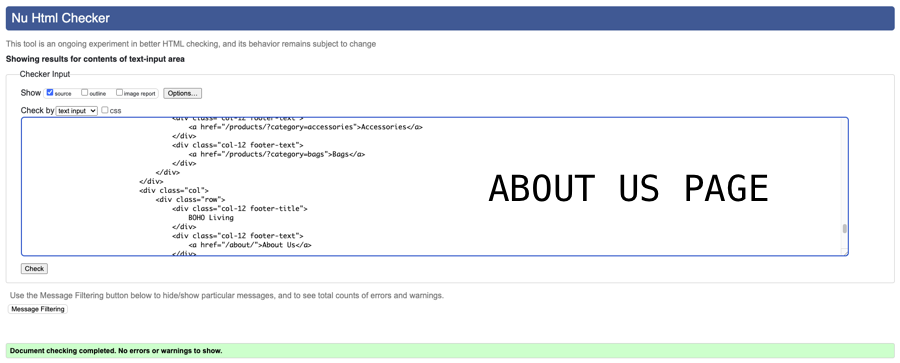 Nu Html Checker
This tool is an ongoing experiment in better HTML checking, and its behavior remains subject to change
Showing results for contents of text-input area
Checker Input
Show source outline image report Options...
Check by text input css
<div class="col-12 footer-text">
<a href="/products/?category=accessories">Accessories</a>
</div>
<div class="col-12 footer-text">
<a href="/products/?category=bags">Bags</a>
</div>
</div>
</div>
<div class="col">
<div class="row">
<div class="col-12 footer-title">
BOHO Living
</div>
<div class="col-12 footer-text">
<a href="/about/">About Us</a>
</div>
ABOUT US PAGE
Check
Use the Message Filtering button below to hide/show particular messages, and to see total counts of errors and warnings.
Message Filtering
Document checking completed. No errors or warnings to show.